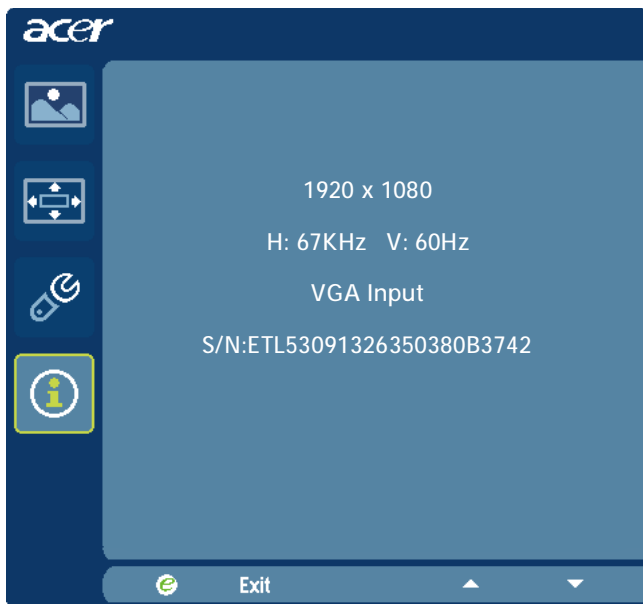 acer
1920 x 1080
H: 67KHz V: 60Hz
VGA Input
S/N:ETL53091326350380B3742
e Exit